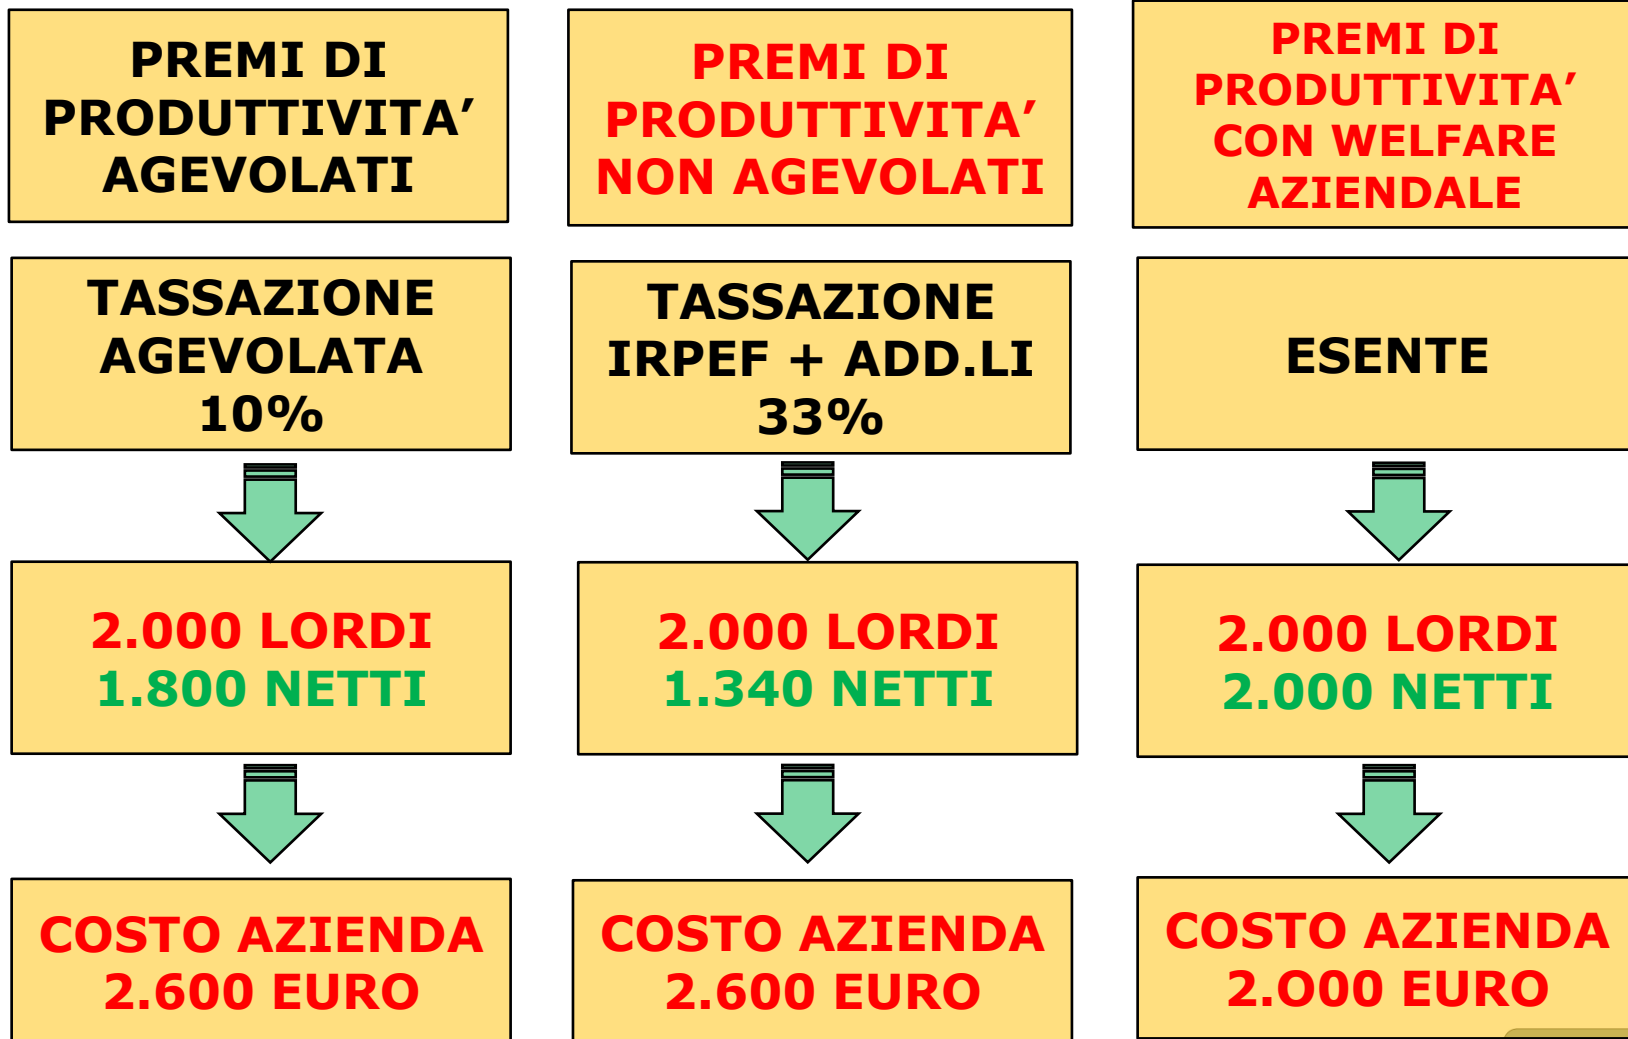 PREMI DI
PRODUTTIVITA’
AGEVOLATI
PREMI DI
PRODUTTIVITA’
NON AGEVOLATI
PREMI DI
PRODUTTIVITA’
CON WELFARE
AZIENDALE
TASSAZIONE
AGEVOLATA
10%
TASSAZIONE
IRPEF + ADD.LI
33%
ESENTE
2.000 LORDI
1.800 NETTI
2.000 LORDI
1.340 NETTI
2.000 LORDI
2.000 NETTI
COSTO AZIENDA
2.600 EURO
COSTO AZIENDA
2.600 EURO
COSTO AZIENDA
2.O00 EURO